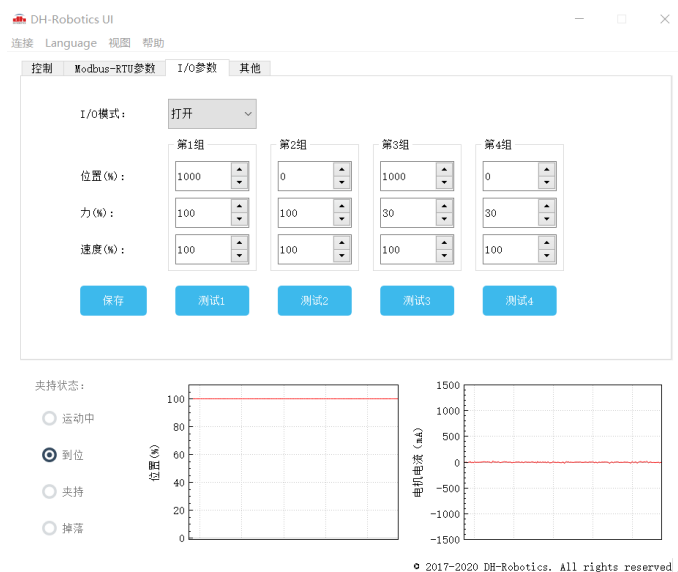 DH-Robotics UI
连接 Language 视图 帮助
控制 Modbus-RTU参数 I/O参数 其他
I/O模式： 打开
第1组 第2组 第3组 第4组
位置(%)： 1000 0 1000 0
力(%)： 100 100 30 30
速度(%)： 100 100 100 100
保存 测试1 测试2 测试3 测试4
夹持状态：
运动中
到位
夹持
掉落
位置(%)
100
80
60
40
20
0
电机电流 (mA)
1500
1000
500
0
-500
-1000
-1500
© 2017-2020 DH-Robotics. All rights reserved